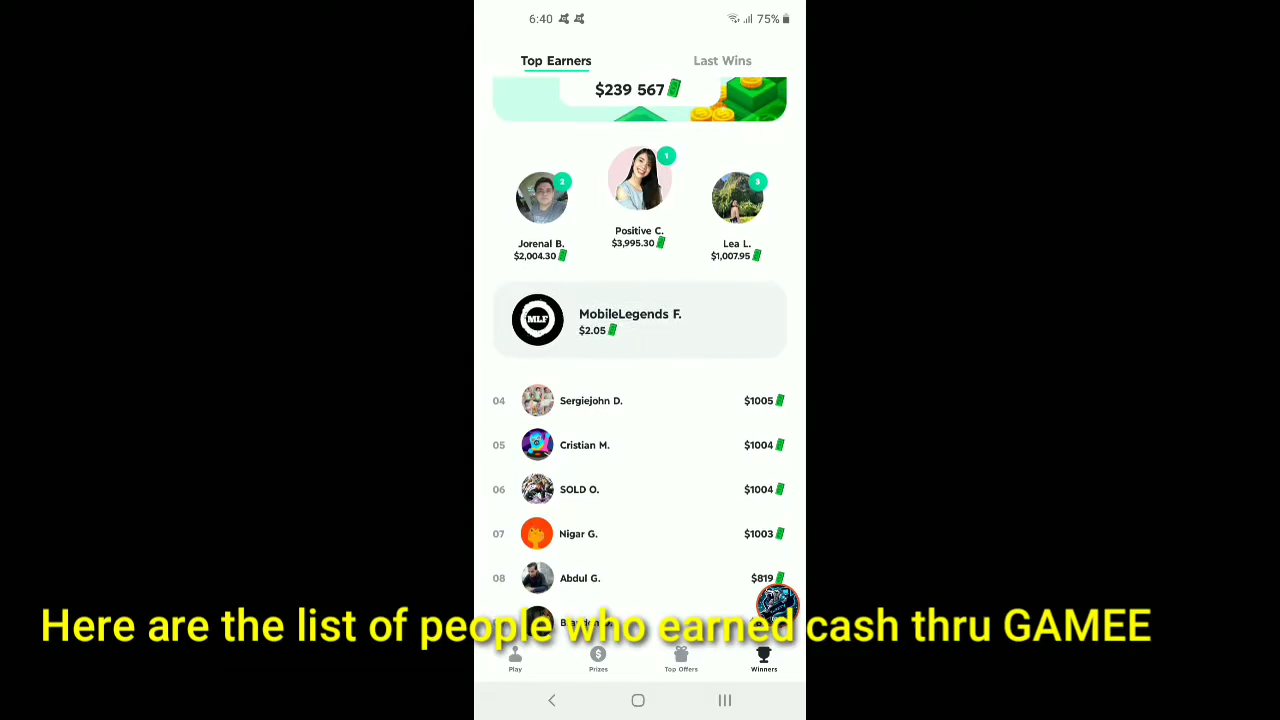 6:40
75%
Top Earners
Last Wins
$239 567
1
2
3
Positive C.
$3,995.30
Jorenal B.
$2,004.30
Lea L.
$1,007.95
MLF
MobileLegends F.
$2.05
04 Sergiejohn D. $1005
05 Cristian M. $1004
06 SOLD O. $1004
07 Nigar G. $1003
08 Abdul G. $819
Here are the list of people who earned cash thru GAMEE
Play
Prizes
Top Offers
Winners